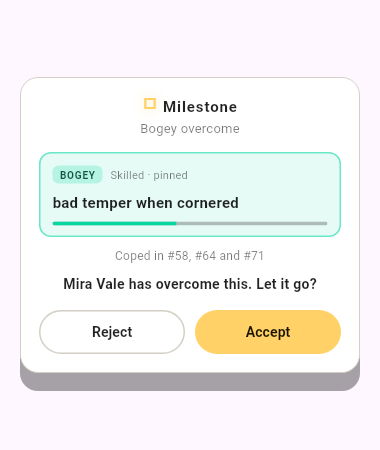 Milestone
Bogey overcome
BOGEY Skilled · pinned
bad temper when cornered
Coped in #58, #64 and #71
Mira Vale has overcome this. Let it go?
Reject Accept